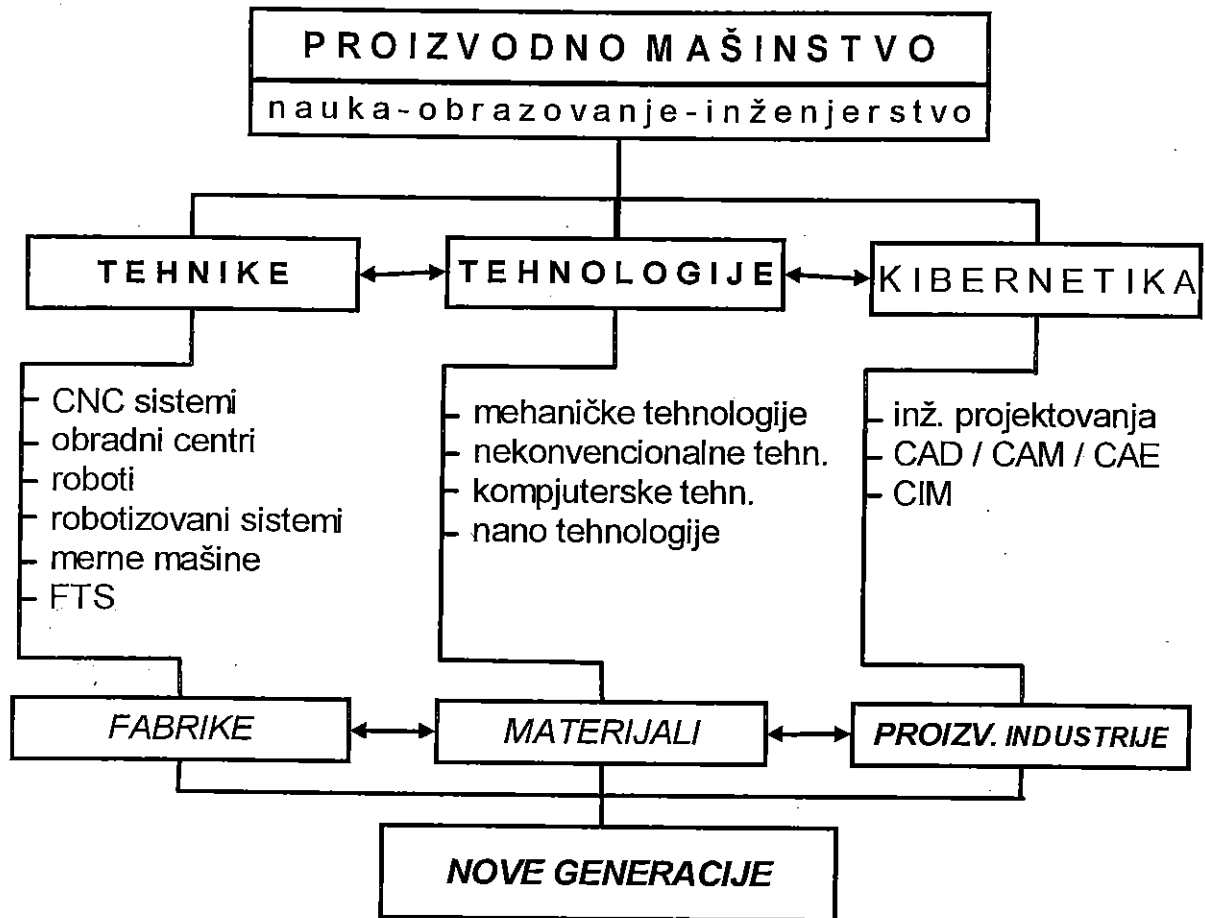 PROIZVODNO MAŠINSTVO
nauka-obrazovanje-inženjerstvo
TEHNIKE
TEHNOLOGIJE
KIBERNETIKA
- CNC sistemi
- obradni centri
- roboti
- robotizovani sistemi
- merne mašine
- FTS
- mehaničke tehnologije
- nekonvencionalne tehn.
- kompjuterske tehn.
- nano tehnologije
- inž. projektovanja
- CAD / CAM / CAE
- CIM
FABRIKE
MATERIJALI
PROIZV. INDUSTRIJE
NOVE GENERACIJE